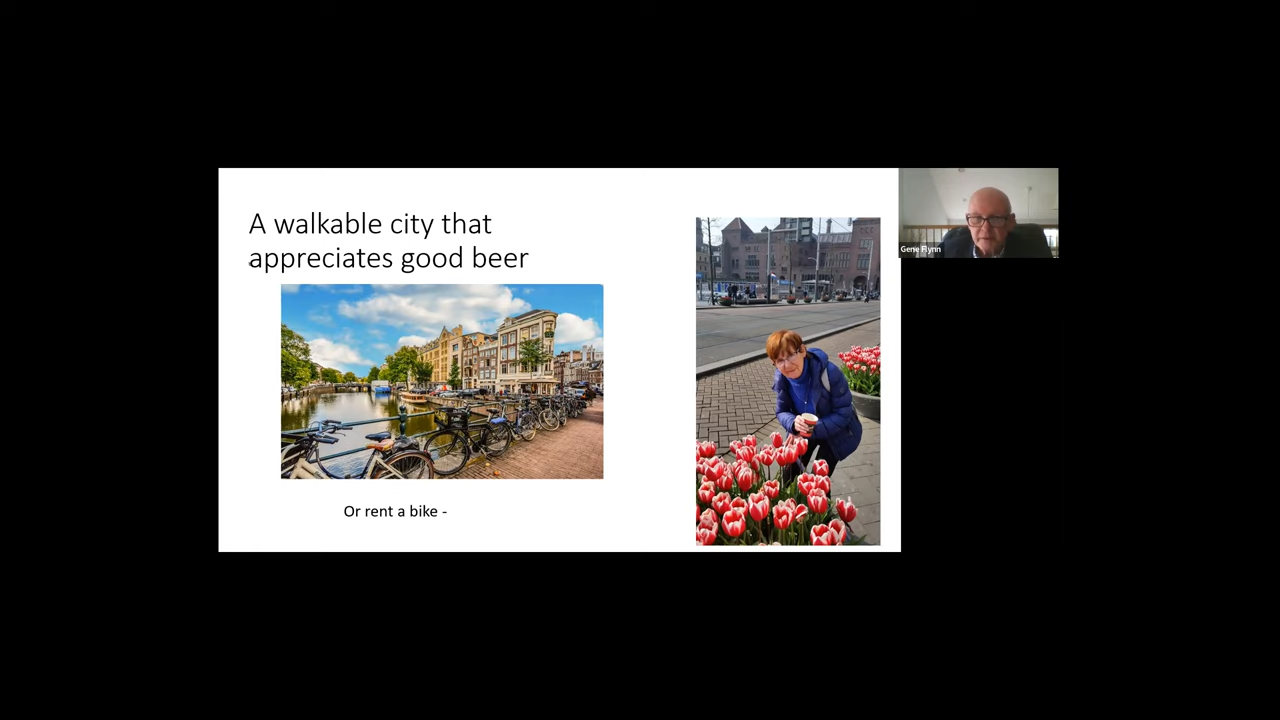 A walkable city that
appreciates good beer
Gene Flynn
Or rent a bike -